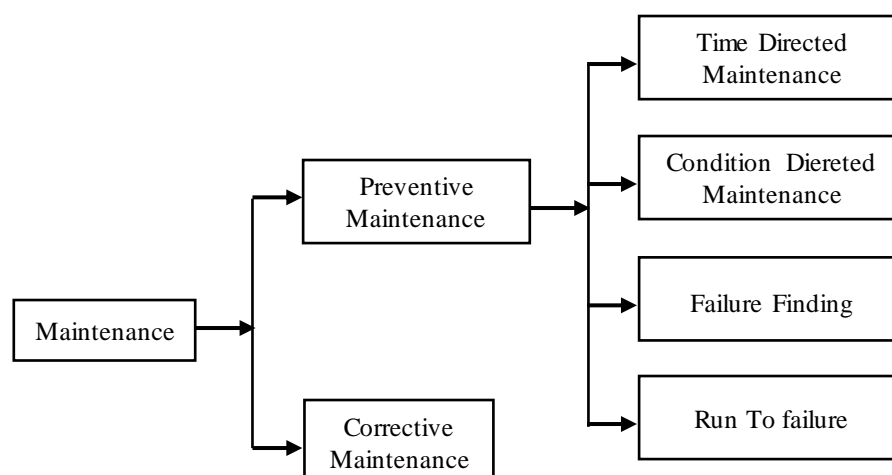 Time Directed
Maintenance
Condition Diereted
Maintenance
Preventive
Maintenance
Failure Finding
Maintenance
Run To failure
Corrective
Maintenance